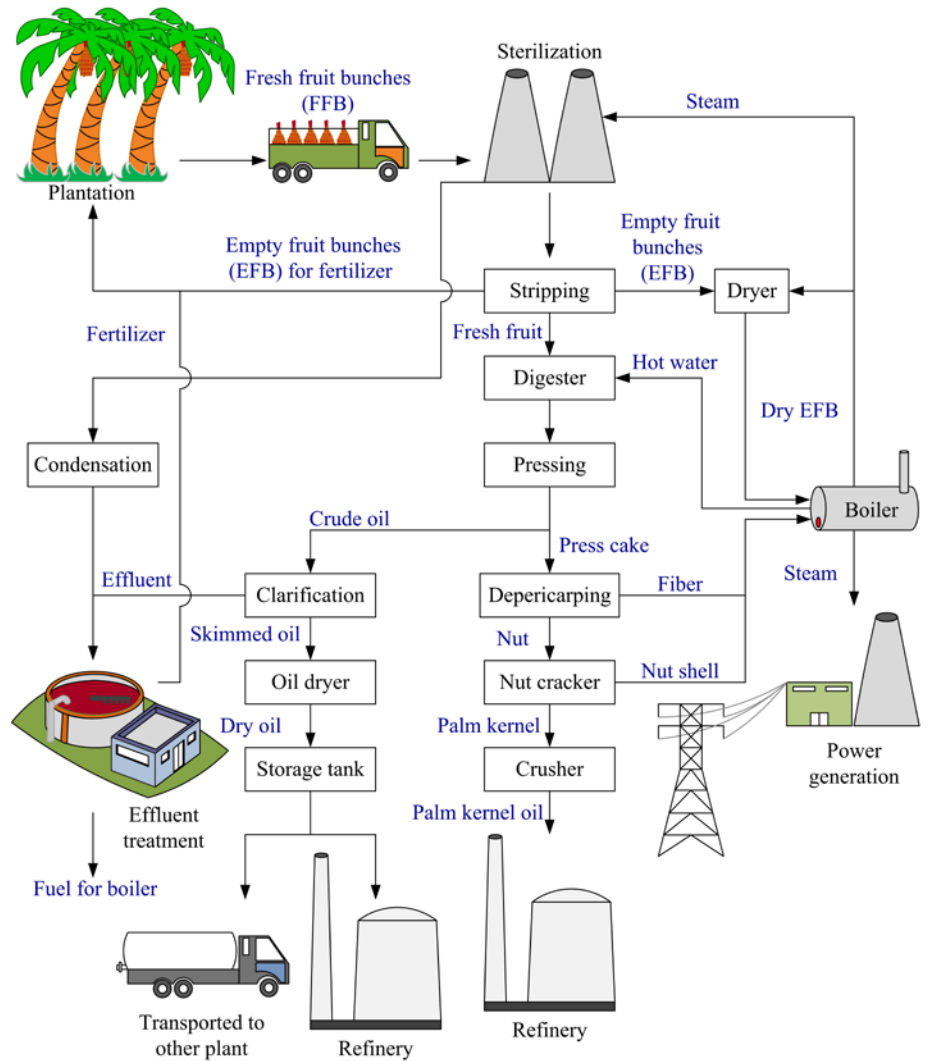 Sterilization
Fresh fruit bunches
(FFB)
Steam
Plantation
Empty fruit bunches
(EFB) for fertilizer
Empty fruit
bunches
(EFB)
Stripping
Dryer
Fertilizer
Fresh fruit
Hot water
Digester
Dry EFB
Condensation
Pressing
Boiler
Crude oil
Press cake
Effluent
Steam
Clarification
Depericarping
Fiber
Skimmed oil
Nut
Oil dryer
Nut cracker
Nut shell
Dry oil
Palm kernel
Storage tank
Crusher
Power
generation
Effluent
treatment
Palm kernel oil
Fuel for boiler
Transported to
other plant
Refinery
Refinery